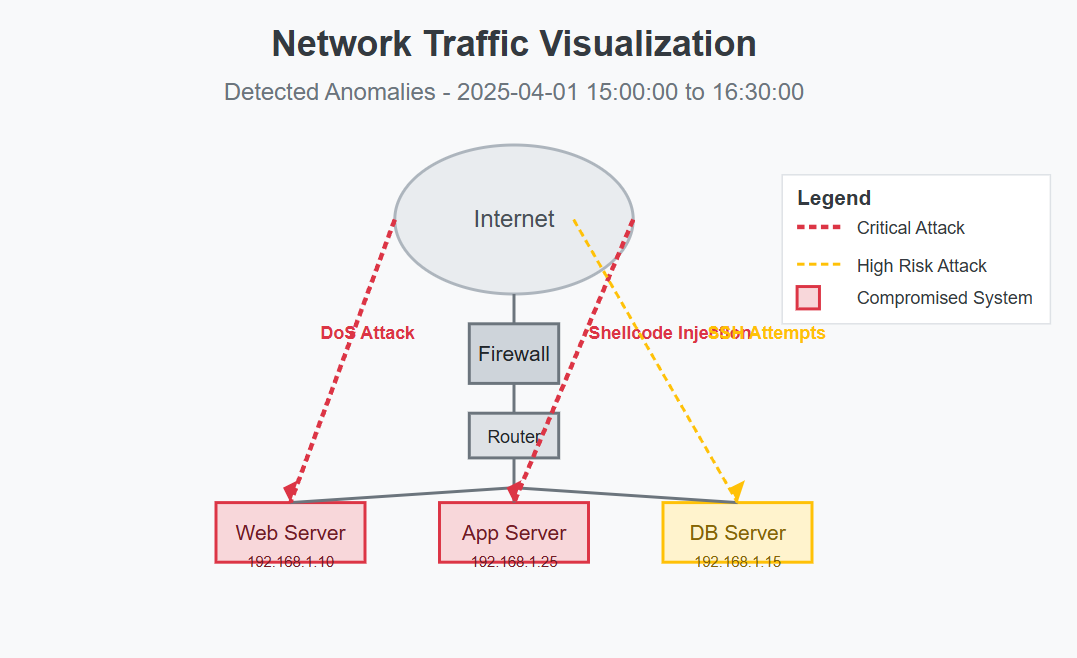 Network Traffic Visualization
Detected Anomalies - 2025-04-01 15:00:00 to 16:30:00
Internet
Legend
Critical Attack
High Risk Attack
Compromised System
DoS Attack
Shellcode Injection
SSH Attempts
Firewall
Router
Web Server
192.168.1.10
App Server
192.168.1.25
DB Server
192.168.1.15